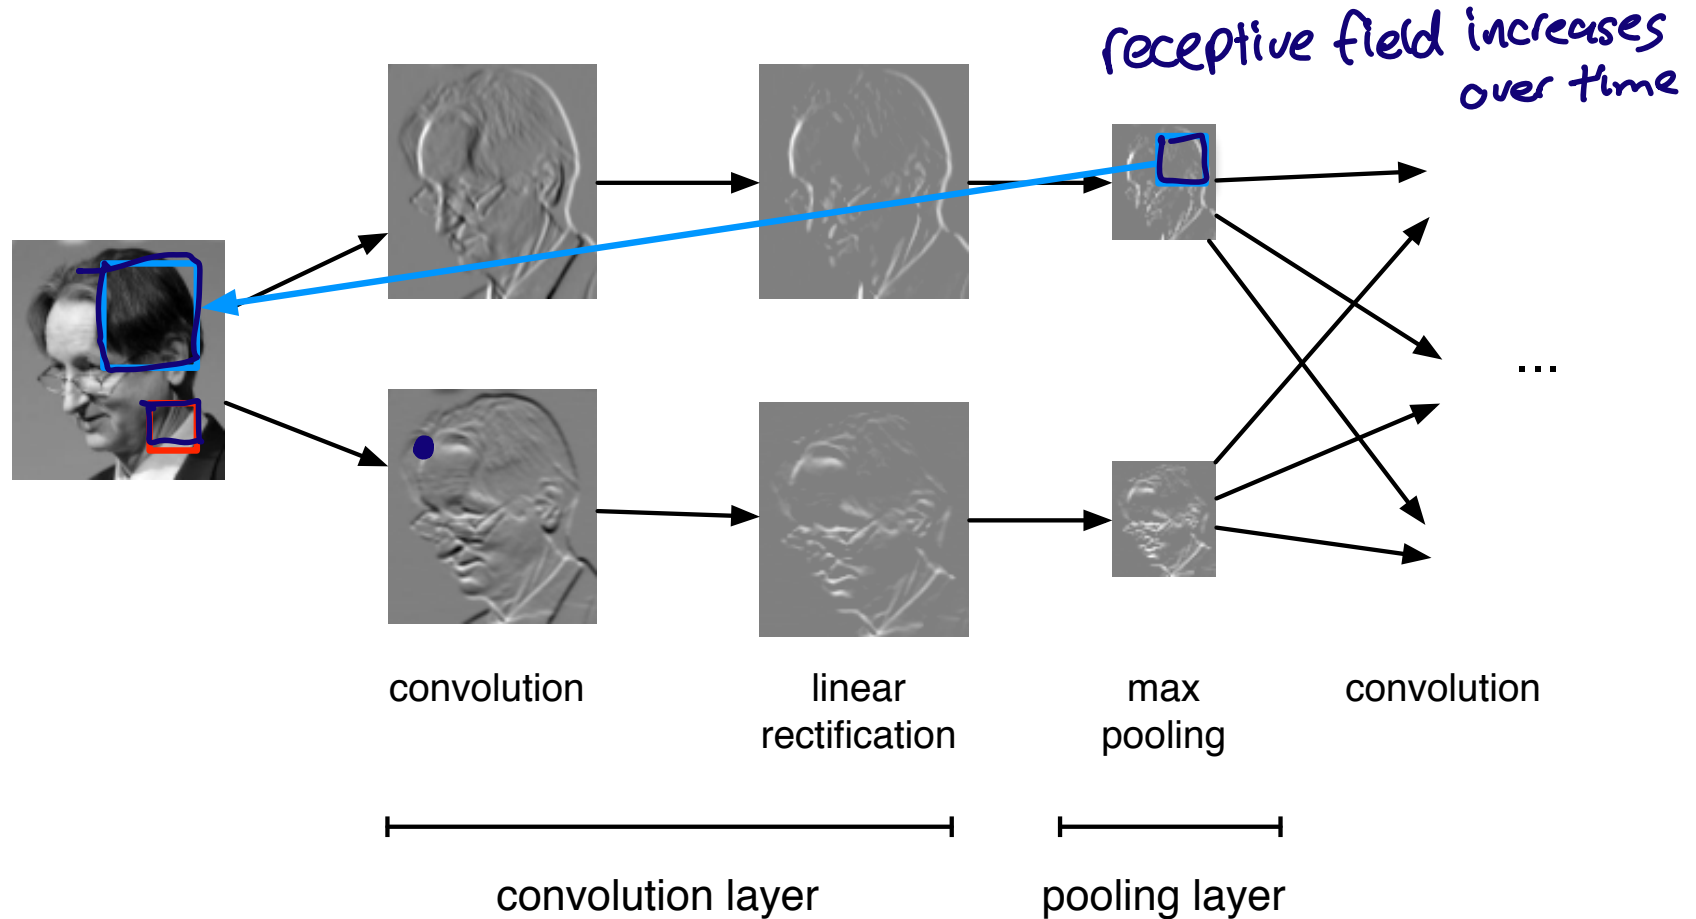 receptive field increases
over time
...
convolution
linear
rectification
max
pooling
convolution
convolution layer
pooling layer